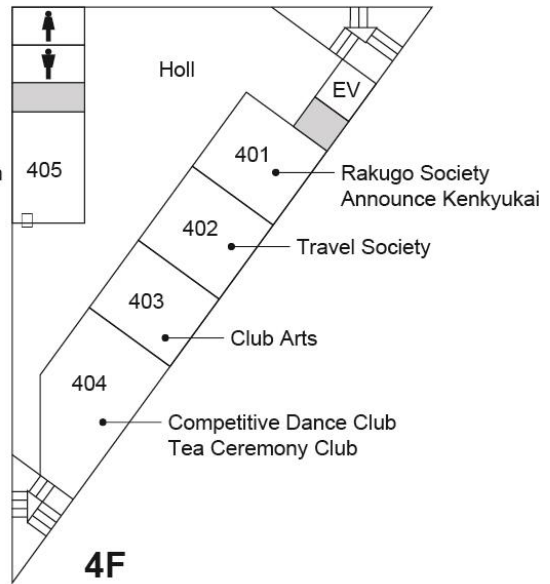 Holl
EV
401
Rakugo Society
Announce Kenkyukai
405
402
Travel Society
403
Club Arts
404
Competitive Dance Club
Tea Ceremony Club
4F